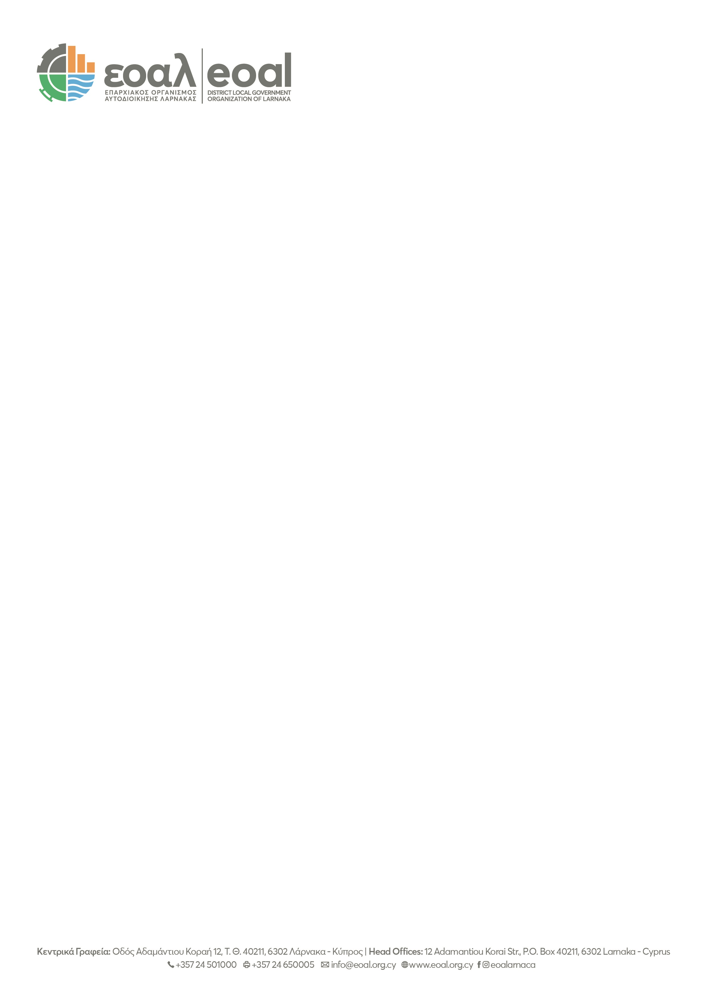 εοαλ eoal
ΕΠΑΡΧΙΑΚΟΣ ΟΡΓΑΝΙΣΜΟΣ
ΑΥΤΟΔΙΟΙΚΗΣΗΣ ΛΑΡΝΑΚΑΣ
DISTRICT LOCAL GOVERNMENT
ORGANIZATION OF LARNAKA
Κεντρικά Γραφεία: Οδός Αδαμάντιου Κοραή 12, Τ. Θ. 40211, 6302 Λάρνακα - Κύπρος | Head Offices: 12 Adamantiou Korai Str., P.O. Box 40211, 6302 Larnaka - Cyprus
+357 24 501000 +357 24 650005 info@eoal.org.cy www.eoal.org.cy eoalarnaca